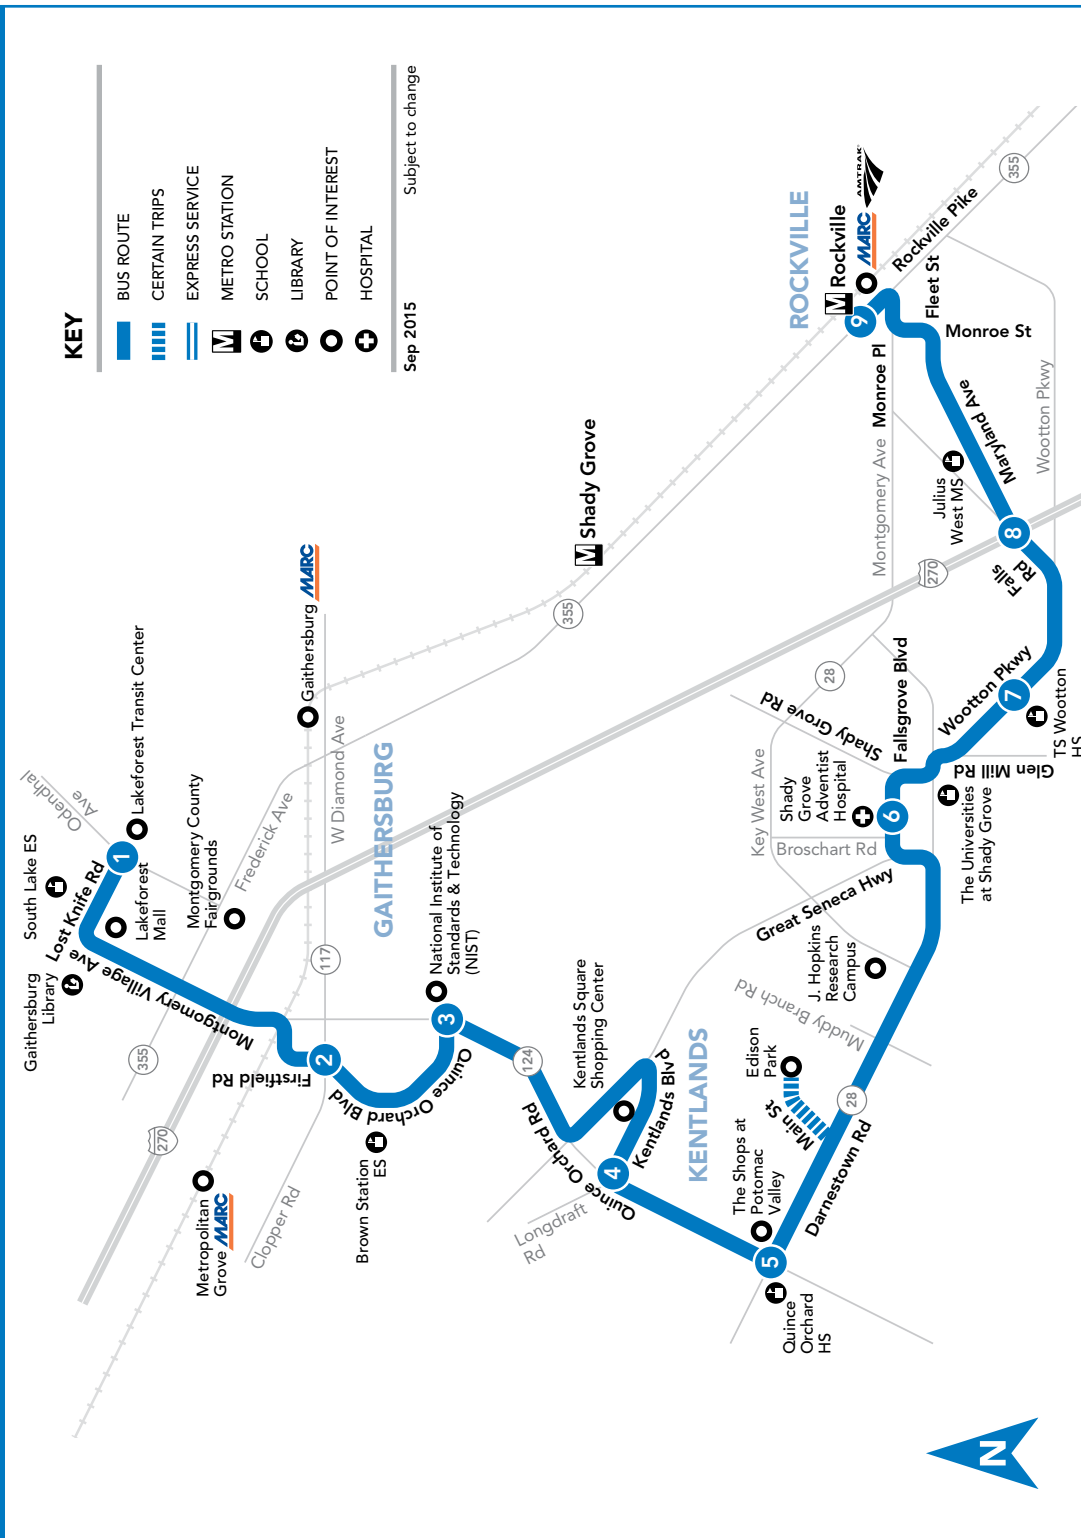 KEY
BUS ROUTE
CERTAIN TRIPS
EXPRESS SERVICE
M METRO STATION
SCHOOL
LIBRARY
POINT OF INTEREST
HOSPITAL
Sep 2015
Subject to change
Gaithersburg
Library
South Lake ES
Odendhal
Ave
Lost Knife Rd
1
Lakeforest Transit Center
Lakeforest
Mall
Montgomery County
Fairgrounds
Montgomery Village Ave
355
Frederick Ave
270
Metropolitan
Grove MARC
Clopper Rd
Firstfield Rd
2
117
W Diamond Ave
Gaithersburg MARC
GAITHERSBURG
Quince Orchard Blvd
Brown Station
ES
3
National Institute of
Standards & Technology
(NIST)
124
Quince Orchard Rd
Kentlands Square
Shopping Center
Kentlands Blvd
4
KENTLANDS
Longdraft
Rd
355
M Shady Grove
The Shops at
Potomac
Valley
5
Quince
Orchard
HS
Main St
Edison
Park
Darnestown Rd
28
Muddy Branch Rd
J. Hopkins
Research
Campus
Great Seneca Hwy
Key West Ave
Broschart Rd
Shady
Grove
Adventist
Hospital
6
Shady Grove Rd
28
Fallsgrove Blvd
The Universities
at Shady Grove
Glen Mill Rd
Wootton Pkwy
7
TS Wootton
HS
270
Falls
Rd
8
Julius
West MS
Montgomery Ave
Maryland Ave
Wootton Pkwy
Monroe St
Fleet St
Monroe Pl
9
ROCKVILLE
M Rockville
MARC
AMTRAK
Rockville Pike
355
N